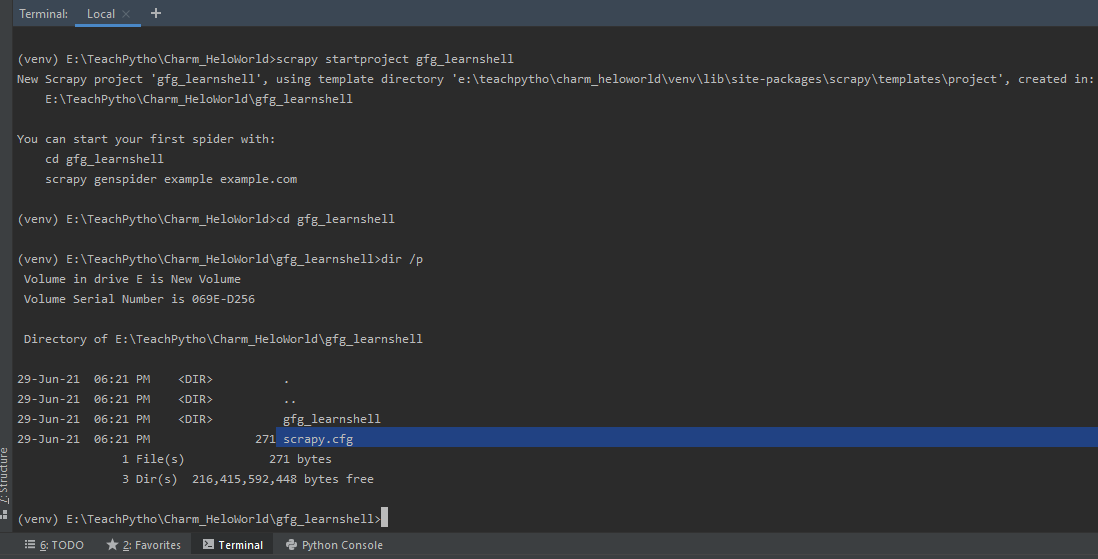 Terminal: Local × +
(venv) E:\TeachPytho\Charm_HeloWorld>scrapy startproject gfg_learnshell
New Scrapy project 'gfg_learnshell', using template directory 'e:\teachpytho\charm_heloworld\venv\lib\site-packages\scrapy\templates\project', created in:
    E:\TeachPytho\Charm_HeloWorld\gfg_learnshell
You can start your first spider with:
    cd gfg_learnshell
    scrapy genspider example example.com
(venv) E:\TeachPytho\Charm_HeloWorld>cd gfg_learnshell
(venv) E:\TeachPytho\Charm_HeloWorld\gfg_learnshell>dir /p
 Volume in drive E is New Volume
 Volume Serial Number is 069E-D256
 Directory of E:\TeachPytho\Charm_HeloWorld\gfg_learnshell
29-Jun-21  06:21 PM    <DIR>          .
29-Jun-21  06:21 PM    <DIR>          ..
29-Jun-21  06:21 PM    <DIR>          gfg_learnshell
29-Jun-21  06:21 PM               271 scrapy.cfg
               1 File(s)            271 bytes
               3 Dir(s)  216,415,592,448 bytes free
(venv) E:\TeachPytho\Charm_HeloWorld\gfg_learnshell>
7: Structure
6: TODO 2: Favorites Terminal Python Console